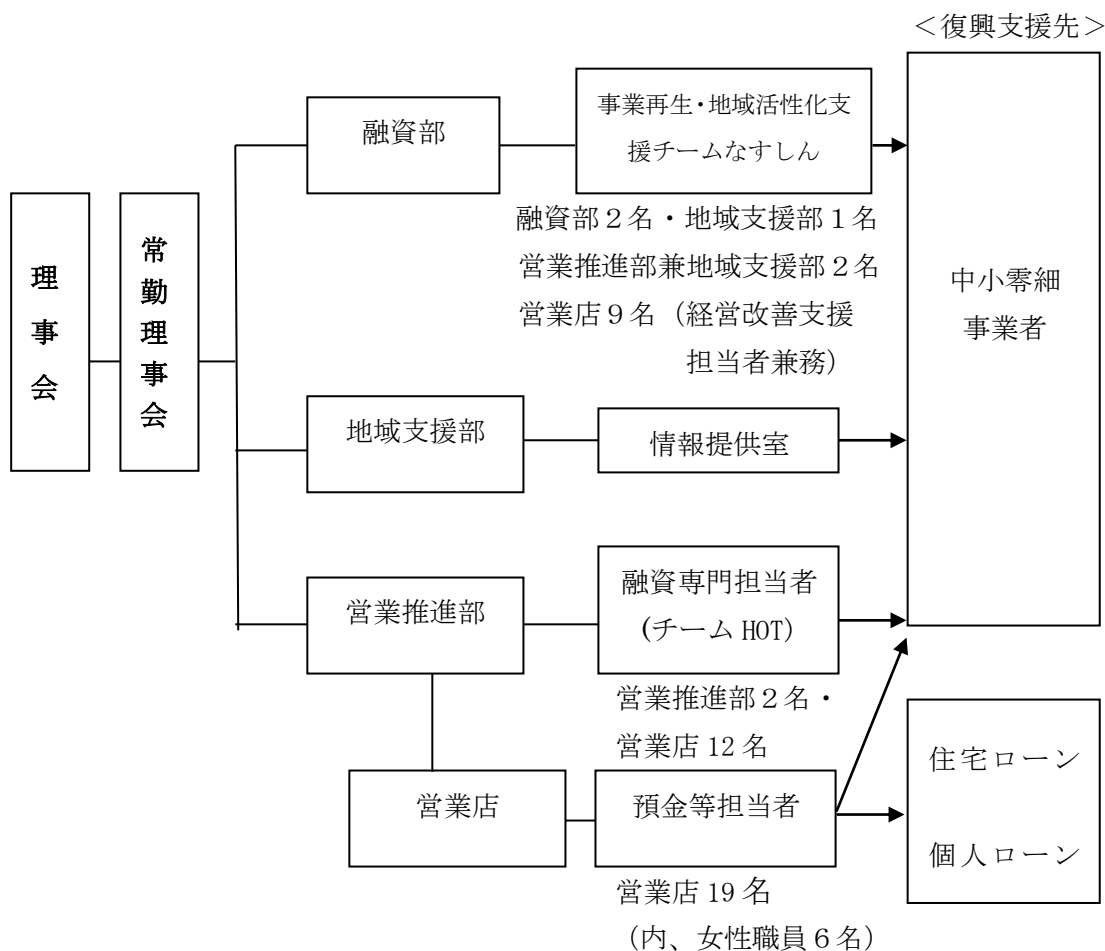 ＜復興支援先＞
理事会
常勤理事会
融資部
事業再生・地域活性化支
援チームなすしん
融資部２名・地域支援部１名
営業推進部兼地域支援部２名
営業店９名（経営改善支援
担当者兼務）
中小零細
事業者
地域支援部
情報提供室
営業推進部
融資専門担当者
(チーム HOT)
営業推進部２名・
営業店 12 名
営業店
預金等担当者
営業店 19 名
（内、女性職員６名）
住宅ローン
個人ローン